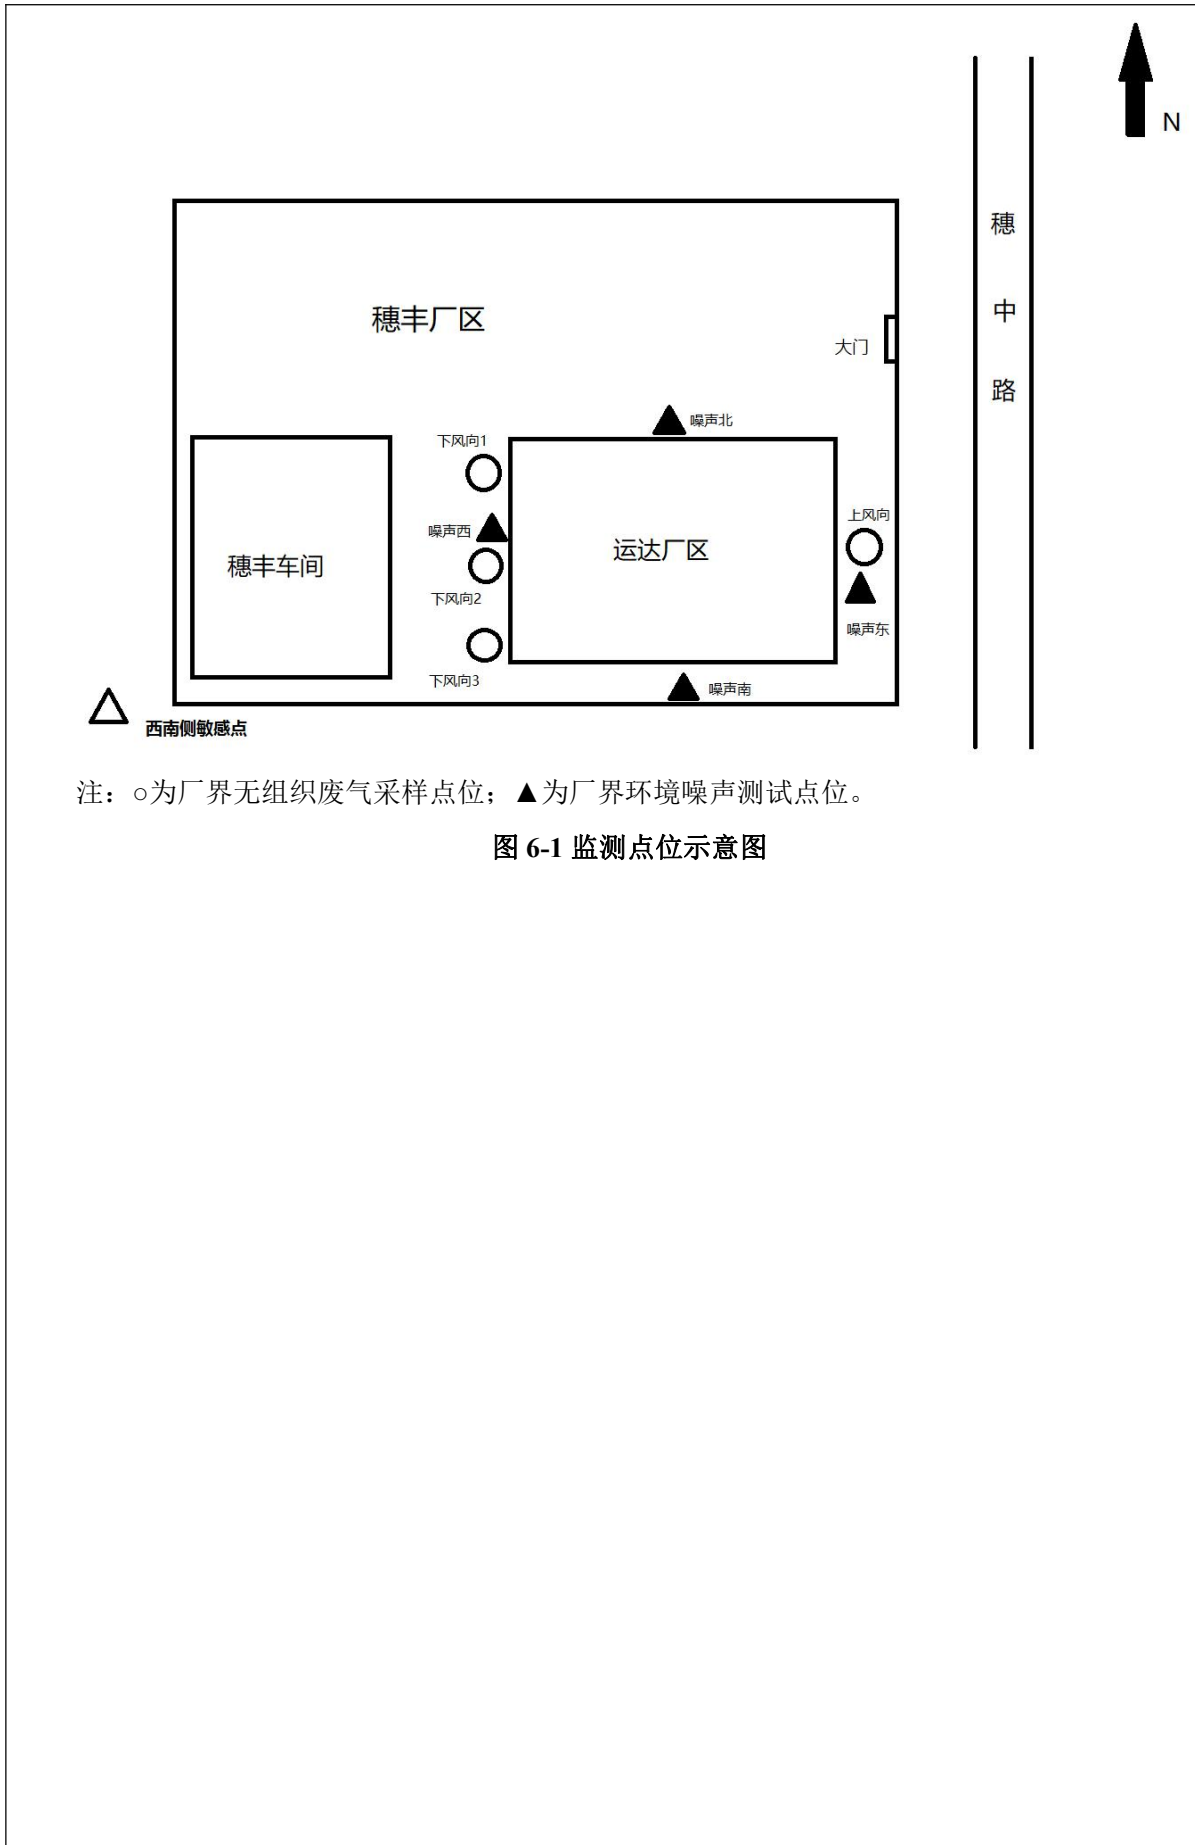 N
穗中路
穗丰厂区
大门
噪声北
下风向1
上风向
噪声西
运达厂区
穗丰车间
下风向2
噪声东
下风向3
噪声南
西南侧敏感点
注：○为厂界无组织废气采样点位；▲为厂界环境噪声测试点位。
图 6-1 监测点位示意图